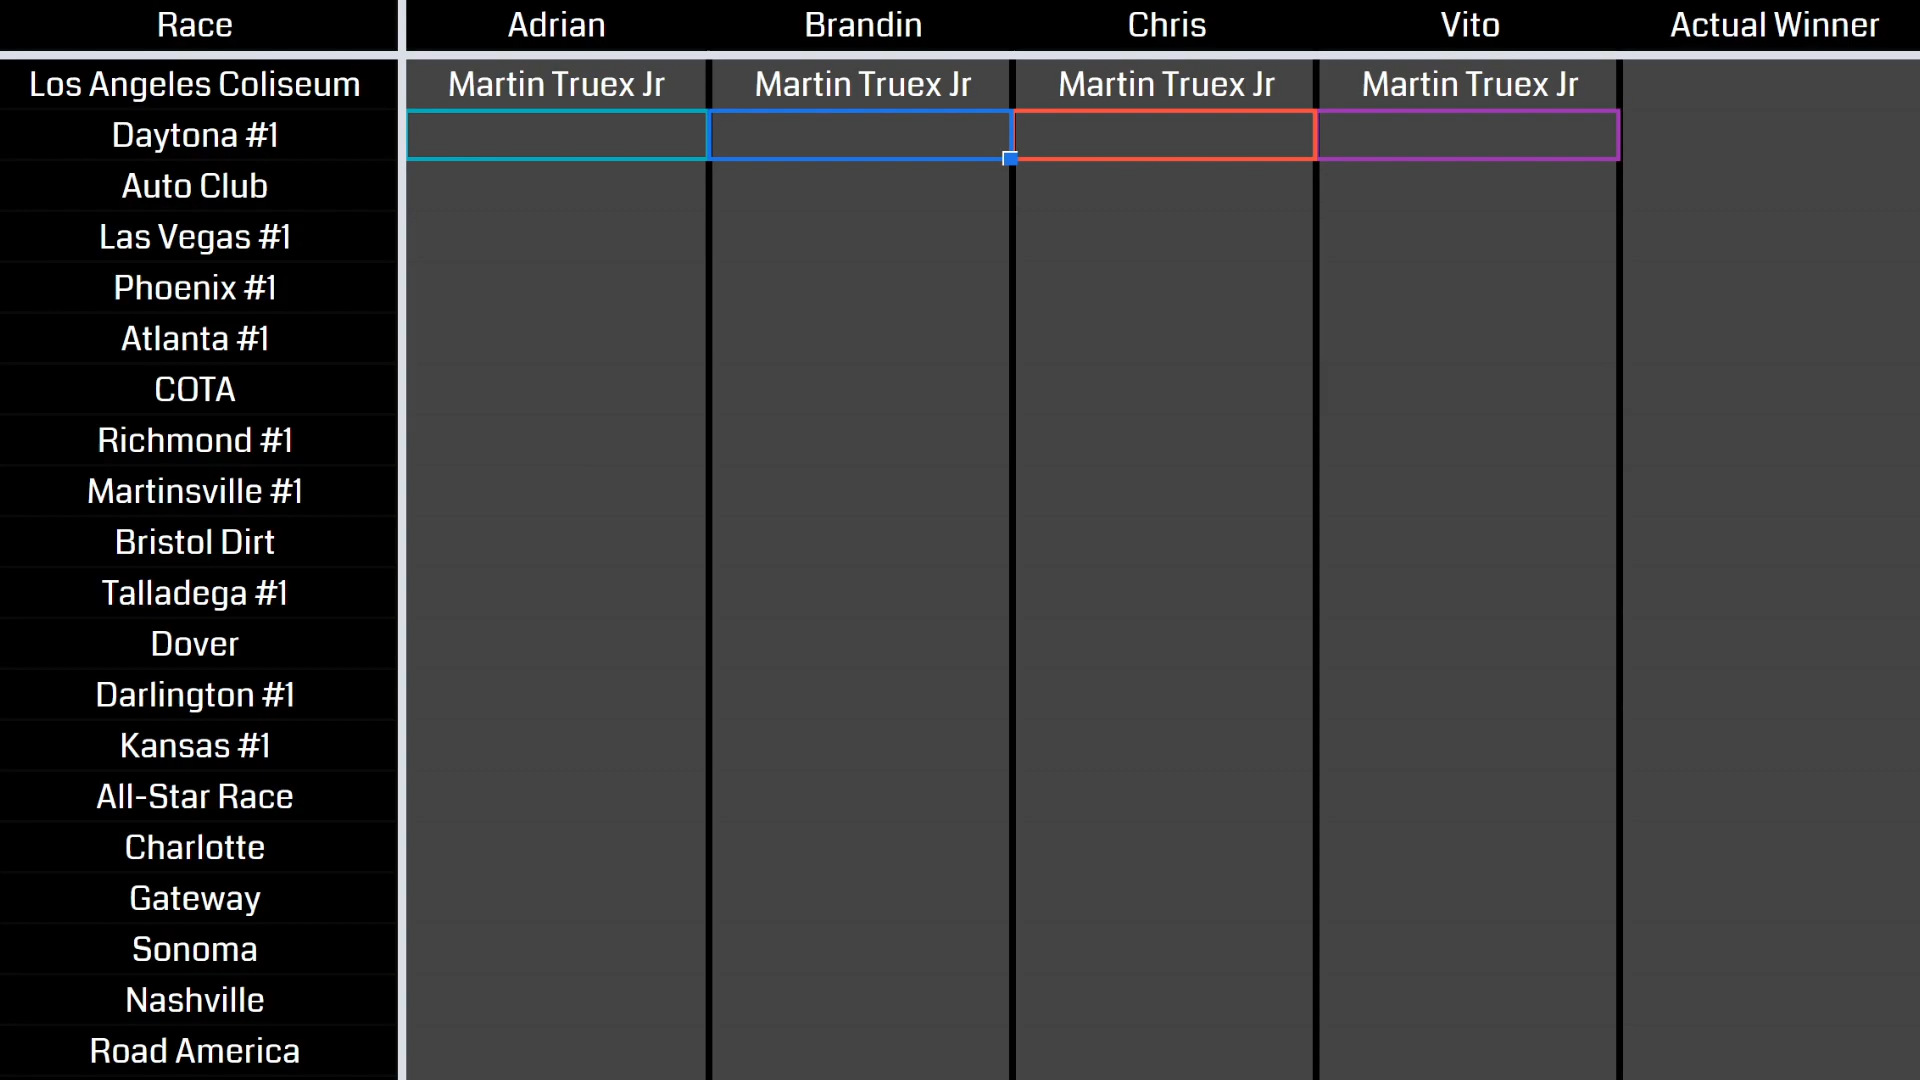 Race Adrian Brandin Chris Vito Actual Winner
Los Angeles Coliseum Martin Truex Jr Martin Truex Jr Martin Truex Jr Martin Truex Jr
Daytona #1
Auto Club
Las Vegas #1
Phoenix #1
Atlanta #1
COTA
Richmond #1
Martinsville #1
Bristol Dirt
Talladega #1
Dover
Darlington #1
Kansas #1
All-Star Race
Charlotte
Gateway
Sonoma
Nashville
Road America